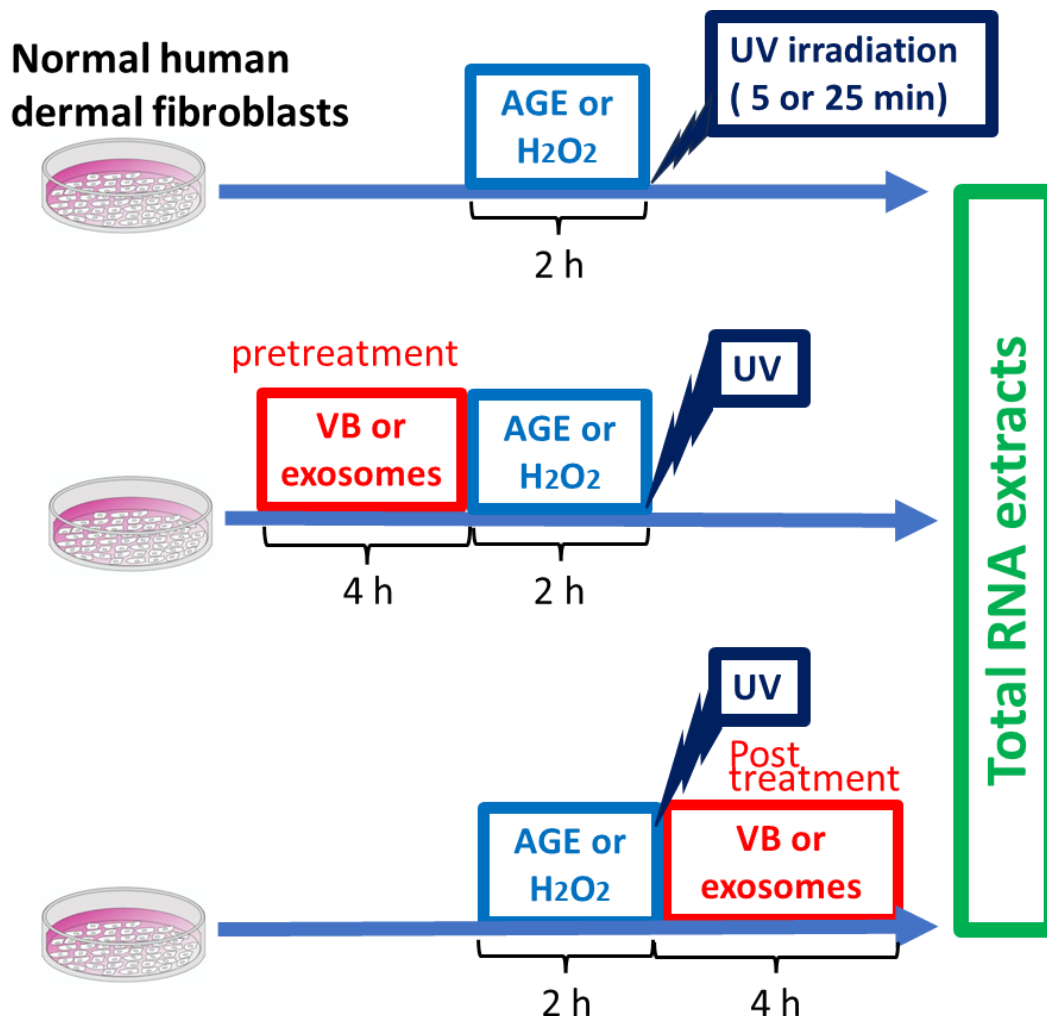 Normal human
dermal fibroblasts
AGE or
H2O2
UV irradiation
( 5 or 25 min)
2 h
pretreatment
VB or
exosomes
AGE or
H2O2
UV
4 h
2 h
UV
Post
treatment
AGE or
H2O2
VB or
exosomes
2 h
4 h
Total RNA extracts